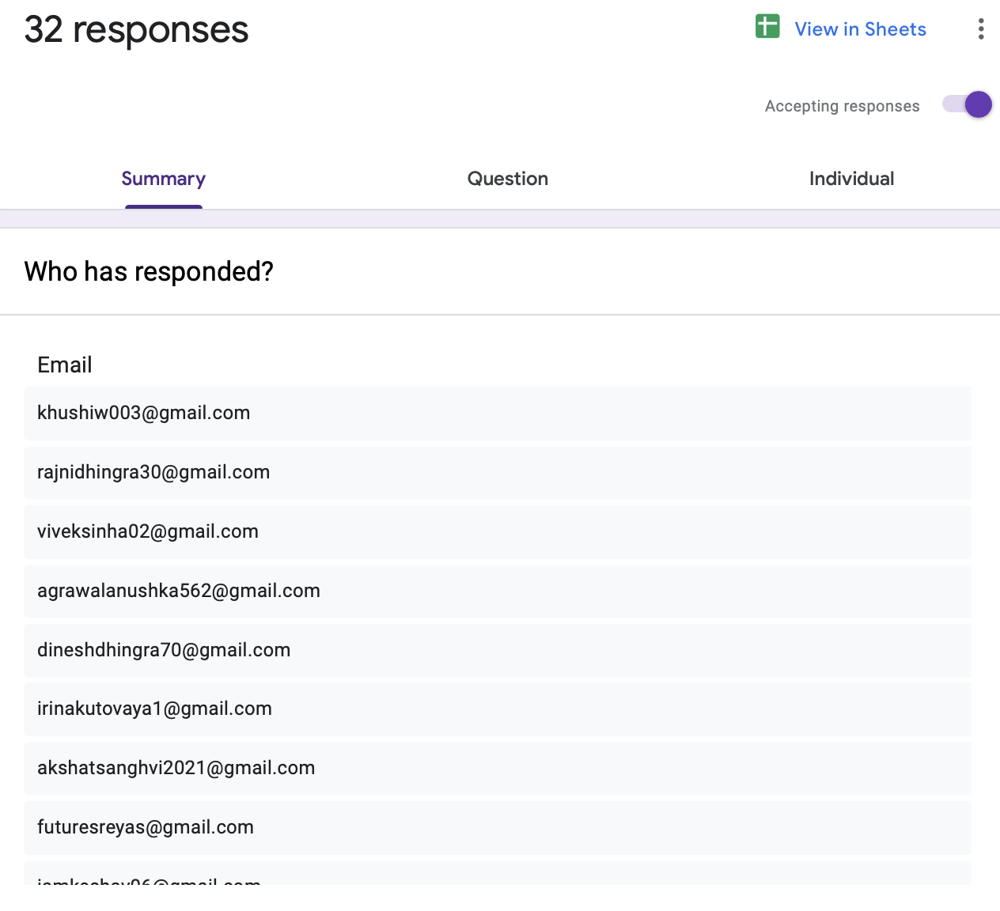 32 responses
View in Sheets
Accepting responses
Summary
Question
Individual
Who has responded?
Email
khushiw003@gmail.com
rajnidhingra30@gmail.com
viveksinha02@gmail.com
agrawalanushka562@gmail.com
dineshdhingra70@gmail.com
irinakutovaya1@gmail.com
akshatsanghvi2021@gmail.com
futuresreyas@gmail.com